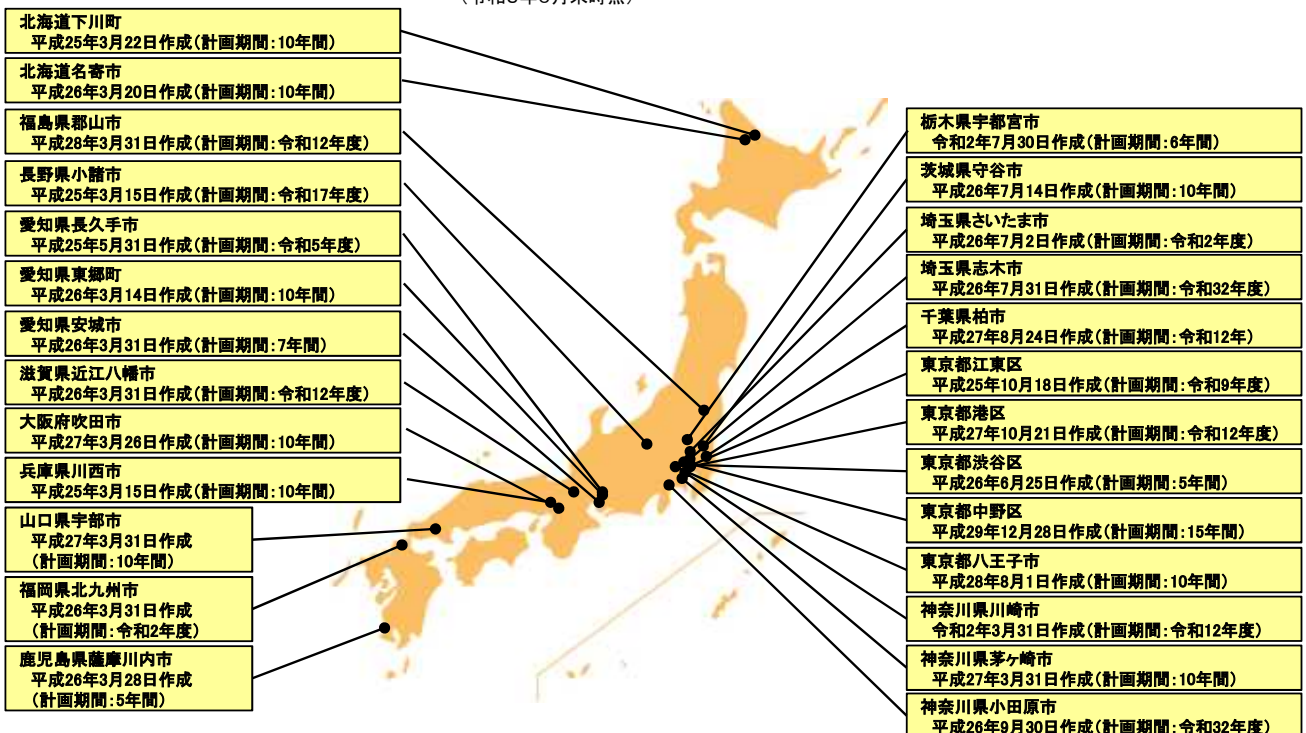 北海道下川町
平成25年3月22日作成(計画期間:10年間)
北海道名寄市
平成26年3月20日作成(計画期間:10年間)
福島県郡山市
平成28年3月31日作成(計画期間:令和12年度)
長野県小諸市
平成25年3月15日作成(計画期間:令和17年度)
愛知県長久手市
平成25年5月31日作成(計画期間:令和5年度)
愛知県東郷町
平成26年3月14日作成(計画期間:10年間)
愛知県安城市
平成26年3月31日作成(計画期間:7年間)
滋賀県近江八幡市
平成26年3月31日作成(計画期間:令和12年度)
大阪府吹田市
平成27年3月26日作成(計画期間:10年間)
兵庫県川西市
平成25年3月15日作成(計画期間:10年間)
山口県宇部市
平成27年3月31日作成
(計画期間:10年間)
福岡県北九州市
平成26年3月31日作成
(計画期間:令和2年度)
鹿児島県薩摩川内市
平成26年3月28日作成
(計画期間:5年間)
栃木県宇都宮市
令和2年7月30日作成(計画期間:6年間)
茨城県守谷市
平成26年7月14日作成(計画期間:10年間)
埼玉県さいたま市
平成26年7月2日作成(計画期間:令和2年度)
埼玉県志木市
平成26年7月31日作成(計画期間:令和32年度)
千葉県柏市
平成27年8月24日作成(計画期間:令和12年)
東京都江東区
平成25年10月18日作成(計画期間:令和9年度)
東京都港区
平成27年10月21日作成(計画期間:令和12年度)
東京都渋谷区
平成26年6月25日作成(計画期間:5年間)
東京都中野区
平成29年12月28日作成(計画期間:15年間)
東京都八王子市
平成28年8月1日作成(計画期間:10年間)
神奈川県川崎市
令和2年3月31日作成(計画期間:令和12年度)
神奈川県茅ヶ崎市
平成27年3月31日作成(計画期間:10年間)
神奈川県小田原市
平成26年9月30日作成(計画期間:令和32年度)